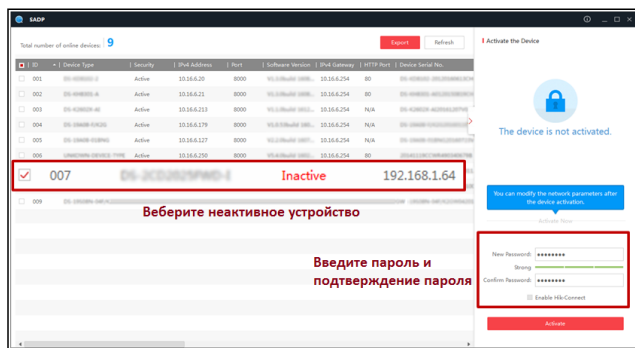 SADP
Total number of online devices: 9
Export Refresh
Activate the Device
ID Device Type Security IPv4 Address Port Software Version IPv4 Gateway HTTP Port Device Serial No.
001 Active 10.16.6.20 8000 10.16.6.254 80
002 Active 10.16.6.21 8000 10.16.6.254 80
003 Active 10.16.6.213 8000 10.16.6.254 N/A
004 Active 10.16.6.179 8000 10.16.6.254 N/A
005 Active 10.16.6.127 8000 10.16.6.254 N/A
006 UNKOWN-DEVICE-TYPE Active 10.16.6.250 8000 10.16.6.254 80
007 Inactive 192.168.1.64
009
Веберите неактивное устройство
Введите пароль и
подтверждение пароля
The device is not activated.
You can modify the network parameters after
the device activation.
Activate Now
New Password:
Strong
Confirm Password:
Enable Hik-Connect
Activate